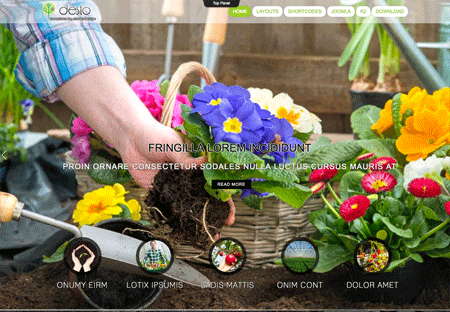 Top Panel
desto
HOME LAYOUTS SHORTCODES JOOMLA K2 DOWNLOAD
FRINGILLA LOREM INCIDIDUNT
PROIN ORNARE CONSECTETUR SODALES NULLA LUCTUS CURSUS MAURIS AT
READ MORE
ONUMY EIRM LOTIX IPSUMIS SADIS MATTIS ONIM CONT DOLOR AMET